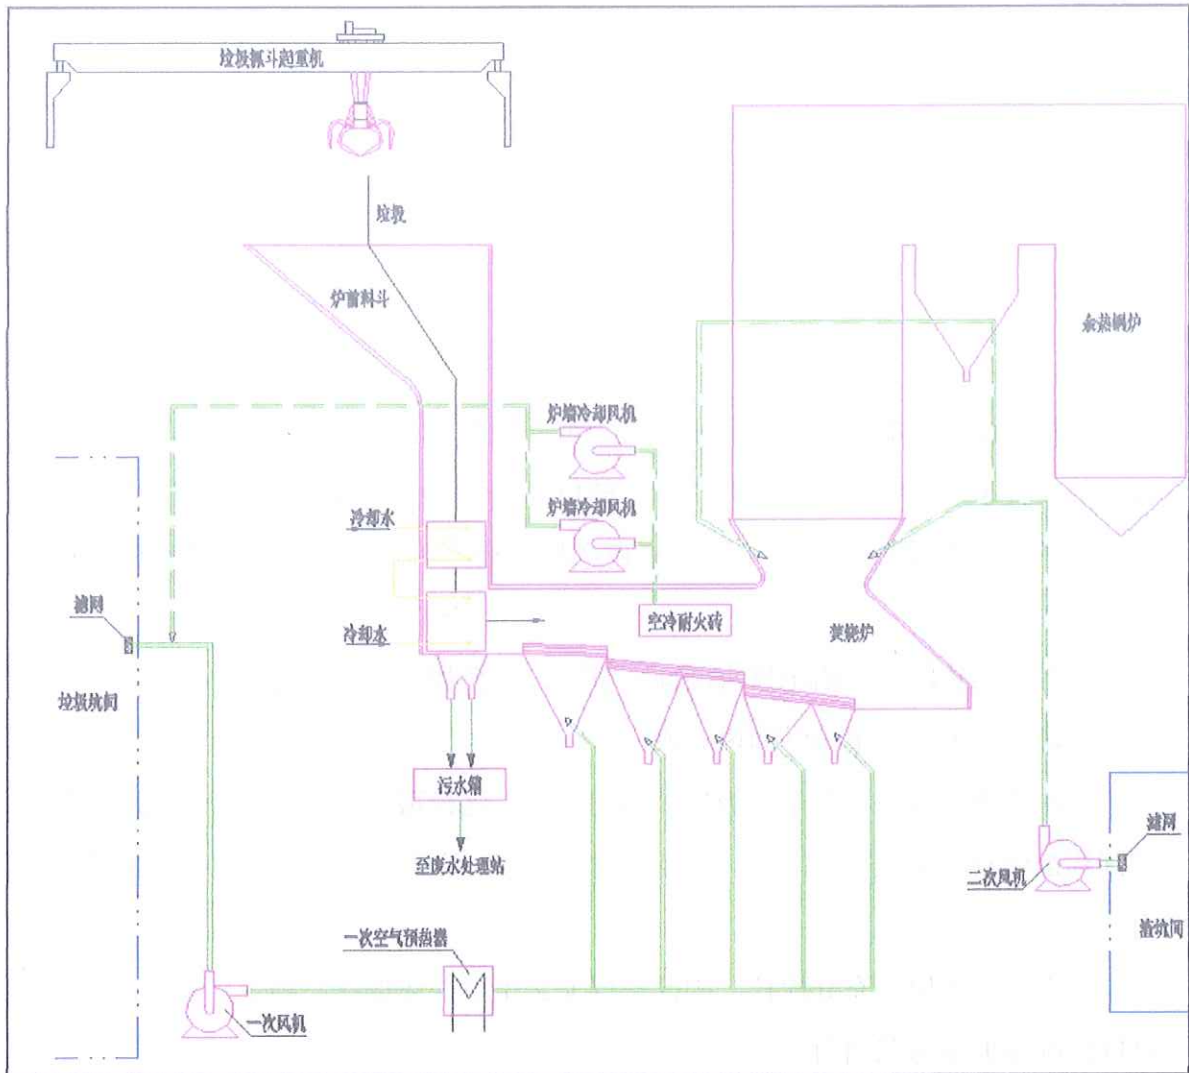 垃圾抓斗起重机
垃圾
炉前料斗
余热锅炉
炉墙冷却风机
冷却水
炉墙冷却风机
滤网
冷却水
空冷耐火砖
焚烧炉
垃圾坑间
污水箱
滤网
至废水处理站
二次风机
渣坑间
一次空气预热器
一次风机